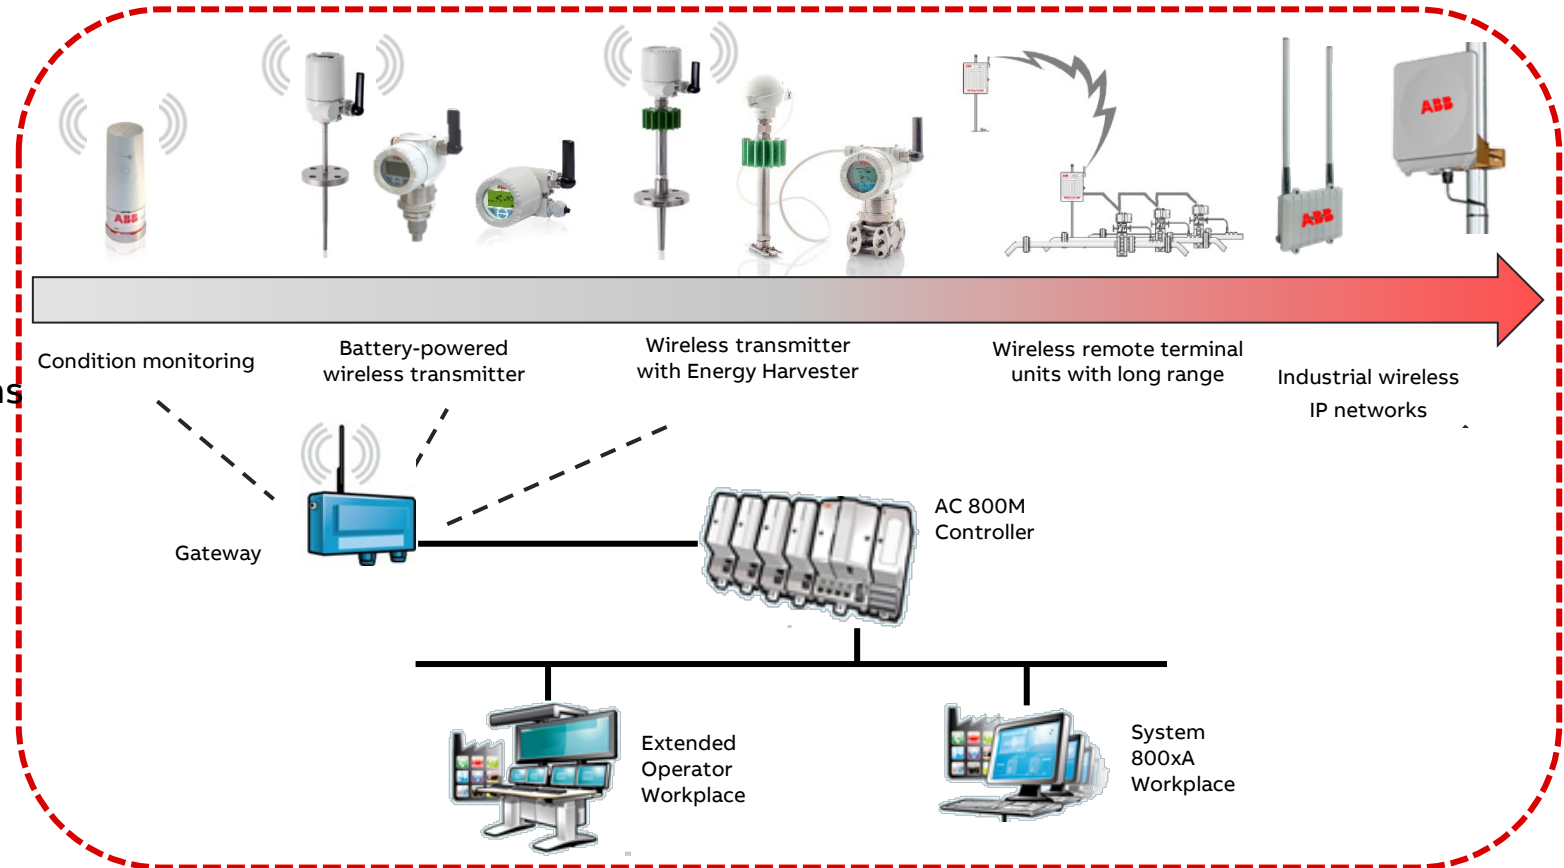 ABB
ABB
ABB
Condition monitoring
Battery-powered
wireless transmitter
Wireless transmitter
with Energy Harvester
Wireless remote terminal
units with long range
Industrial wireless
IP networks
Gateway
AC 800M
Controller
Extended
Operator
Workplace
System
800xA
Workplace